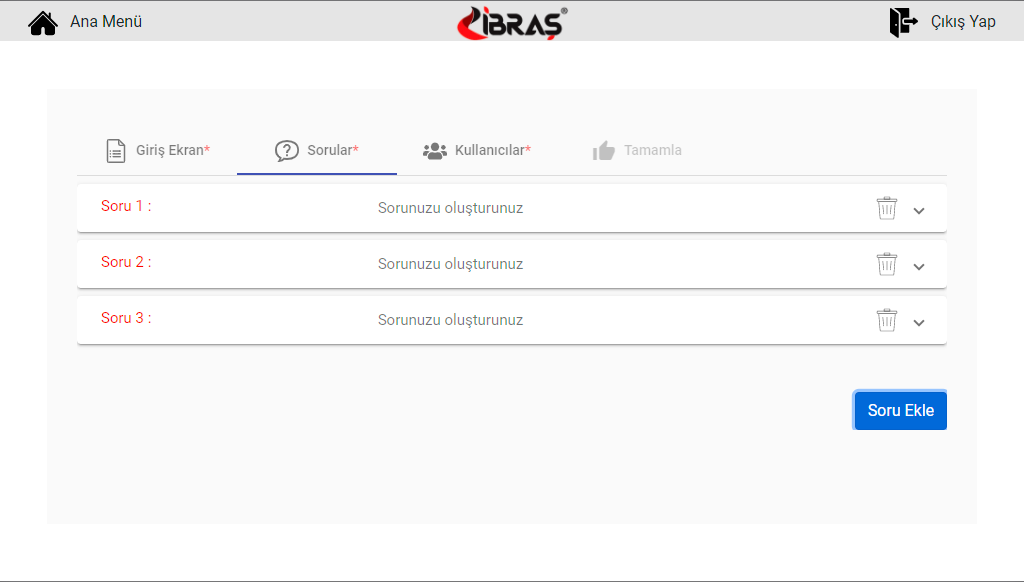 Ana Menü
İBRAŞ®
Çıkış Yap
Giriş Ekran*
Sorular*
Kullanıcılar*
Tamamla
Soru 1 :
Sorunuzu oluşturunuz
Soru 2 :
Sorunuzu oluşturunuz
Soru 3 :
Sorunuzu oluşturunuz
Soru Ekle